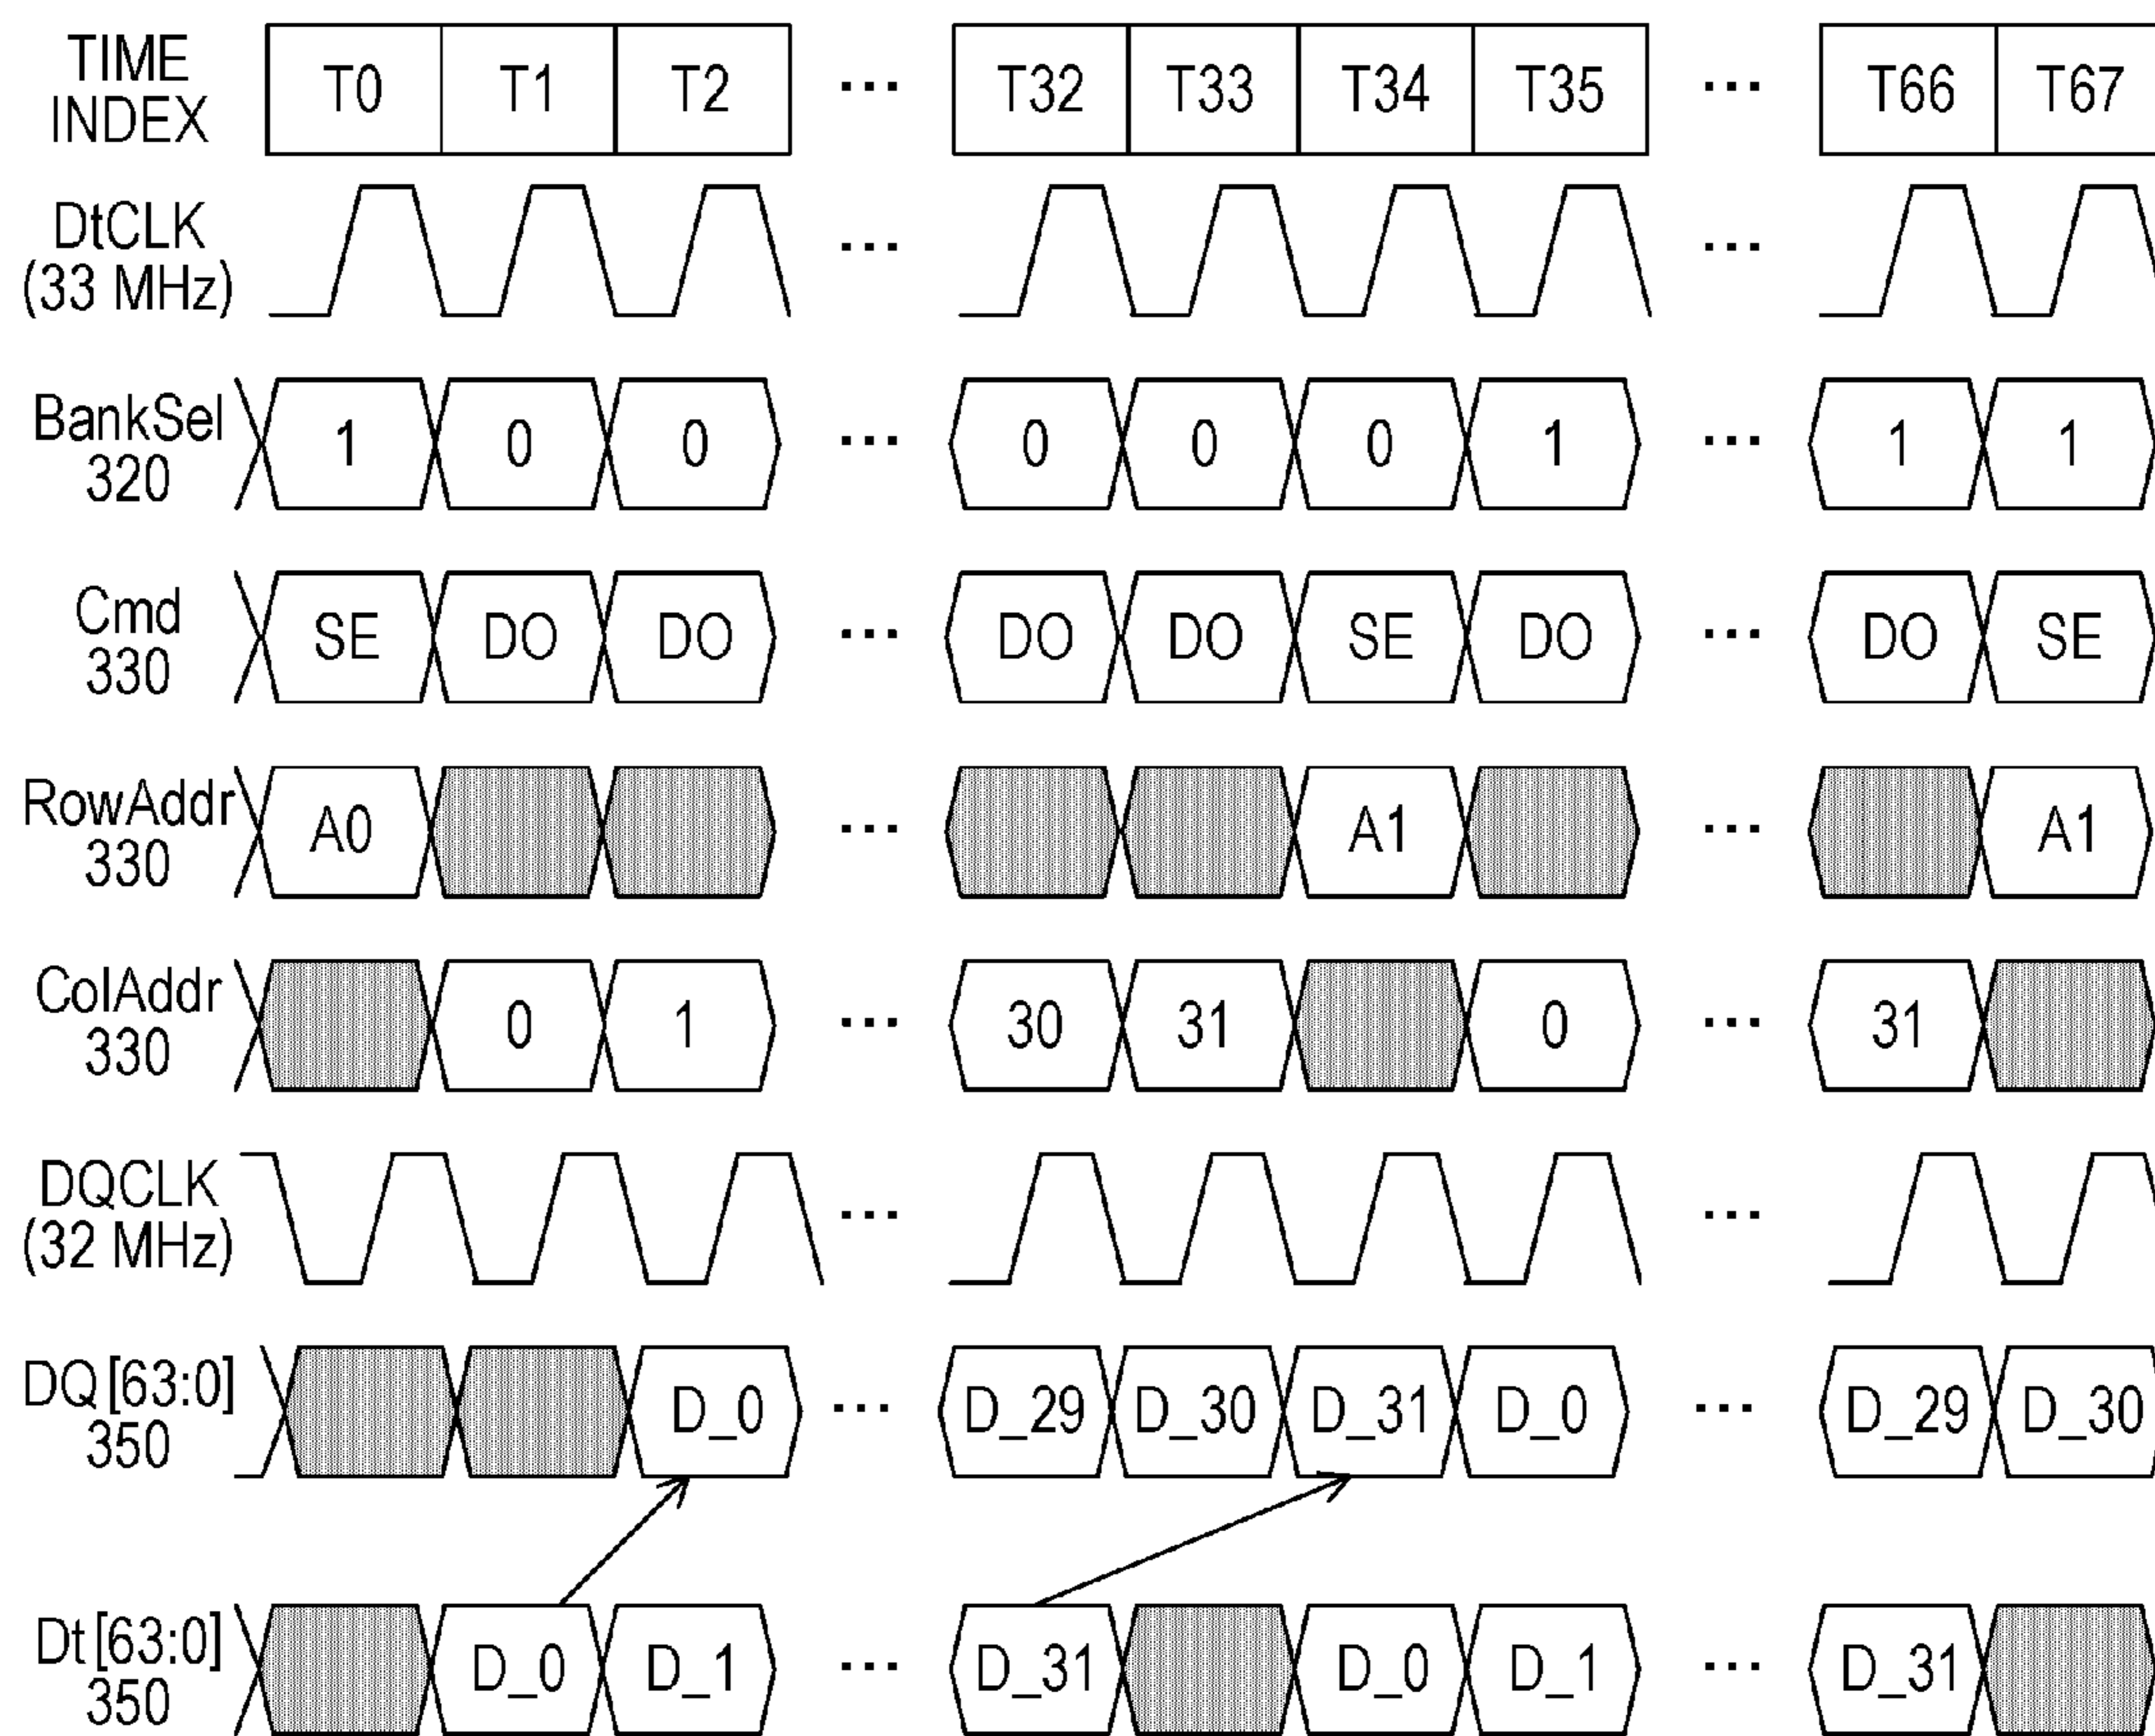 TIME
INDEX
T0 T1 T2 ... T32 T33 T34 T35 ... T66 T67
DtCLK
(33 MHz)
... ...
BankSel
320
1 0 0 ... 0 0 0 1 ... 1 1
Cmd
330
SE DO DO ... DO DO SE DO ... DO SE
RowAddr
330
A0 ... A1 ... A1
ColAddr
330
0 1 ... 30 31 0 ... 31
DQCLK
(32 MHz)
... ...
DQ[63:0]
350
D_0 ... D_29 D_30 D_31 D_0 ... D_29 D_30
Dt[63:0]
350
D_0 D_1 ... D_31 D_0 D_1 ... D_31